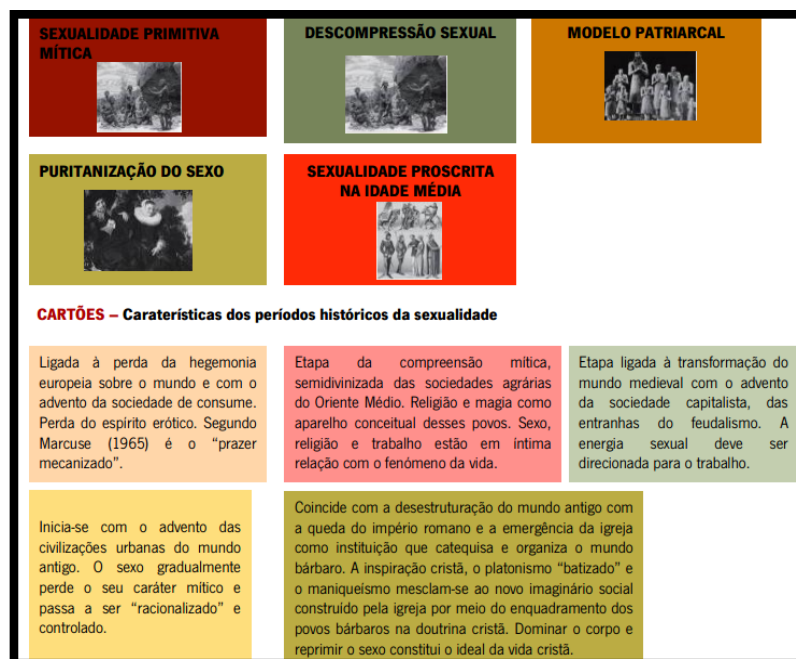 SEXUALIDADE PRIMITIVA
MÍTICA
DESCOMPRESSÃO SEXUAL
MODELO PATRIARCAL
PURITANIZAÇÃO DO SEXO
SEXUALIDADE PROSCRITA
NA IDADE MÉDIA
CARTÕES – Caraterísticas dos períodos históricos da sexualidade
Ligada à perda da hegemonia
europeia sobre o mundo e com o
advento da sociedade de consume.
Perda do espírito erótico. Segundo
Marcuse (1965) é o “prazer
mecanizado”.
Etapa da compreensão mítica,
semidivinizada das sociedades agrárias
do Oriente Médio. Religião e magia como
aparelho conceitual desses povos. Sexo,
religião e trabalho estão em íntima
relação com o fenómeno da vida.
Etapa ligada à transformação do
mundo medieval com o advento
da sociedade capitalista, das
entranhas do feudalismo. A
energia sexual deve ser
direcionada para o trabalho.
Inicia-se com o advento das
civilizações urbanas do mundo
antigo. O sexo gradualmente
perde o seu caráter mítico e
passa a ser “racionalizado” e
controlado.
Coincide com a desestruturação do mundo antigo com
a queda do império romano e a emergência da igreja
como instituição que catequisa e organiza o mundo
bárbaro. A inspiração cristã, o platonismo “batizado” e
o maniqueísmo mesclam-se ao novo imaginário social
construído pela igreja por meio do enquadramento dos
povos bárbaros na doutrina cristã. Dominar o corpo e
reprimir o sexo constitui o ideal da vida cristã.